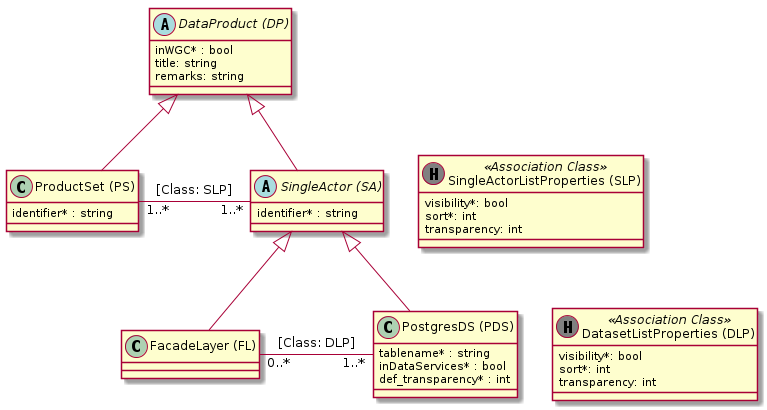 A DataProduct (DP)
inWGC* : bool
title: string
remarks: string
C ProductSet (PS)
identifier* : string
[Class: SLP]
1..* 1..*
A SingleActor (SA)
identifier* : string
H «Association Class»
SingleActorListProperties (SLP)
visibility*: bool
sort*: int
transparency: int
C FacadeLayer (FL)
[Class: DLP]
0..* 1..*
C PostgresDS (PDS)
tablename* : string
inDataServices* : bool
def_transparency* : int
H «Association Class»
DatasetListProperties (DLP)
visibility*: bool
sort*: int
transparency: int